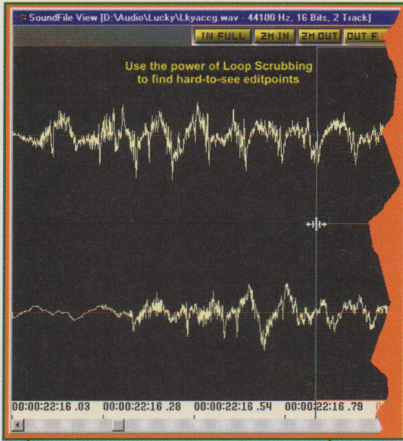 SoundFile View [D:\Audio\Lucky\Lkyaccg.wav - 44100 Hz, 16 Bits, 2 Track]
IN FULL ZM IN ZM OUT OUT F
Use the power of Loop Scrubbing
to find hard-to-see editpoints
00:00:22:16 .03 00:00:22:16 .28 00:00:22:16 .54 00:00:22:16 .79